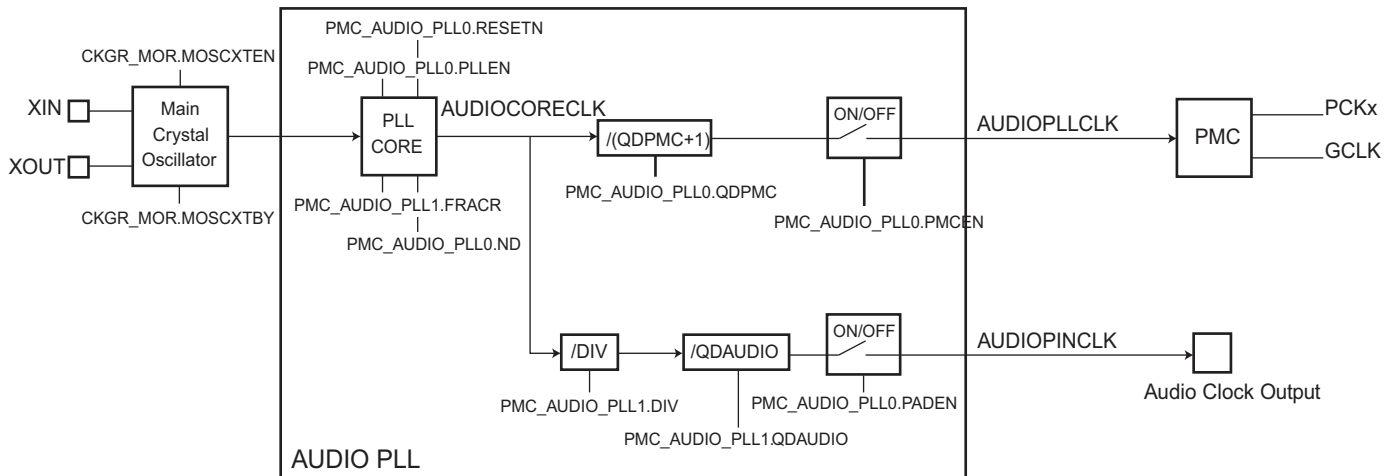 PMC_AUDIO_PLL0.RESETN
CKGR_MOR.MOSCXTEN
PMC_AUDIO_PLL0.PLLEN
XIN
XOUT
Main
Crystal
Oscillator
PLL
CORE
AUDIOCORECLK
/(QDPMC+1)
ON/OFF
AUDIOPLLCLK
PMC
PCKx
GCLK
CKGR_MOR.MOSCXTBY
PMC_AUDIO_PLL1.FRACR
PMC_AUDIO_PLL0.ND
PMC_AUDIO_PLL0.QDPMC
PMC_AUDIO_PLL0.PMCEN
/DIV
/QDAUDIO
ON/OFF
AUDIOPINCLK
Audio Clock Output
PMC_AUDIO_PLL1.DIV
PMC_AUDIO_PLL0.PADEN
PMC_AUDIO_PLL1.QDAUDIO
AUDIO PLL